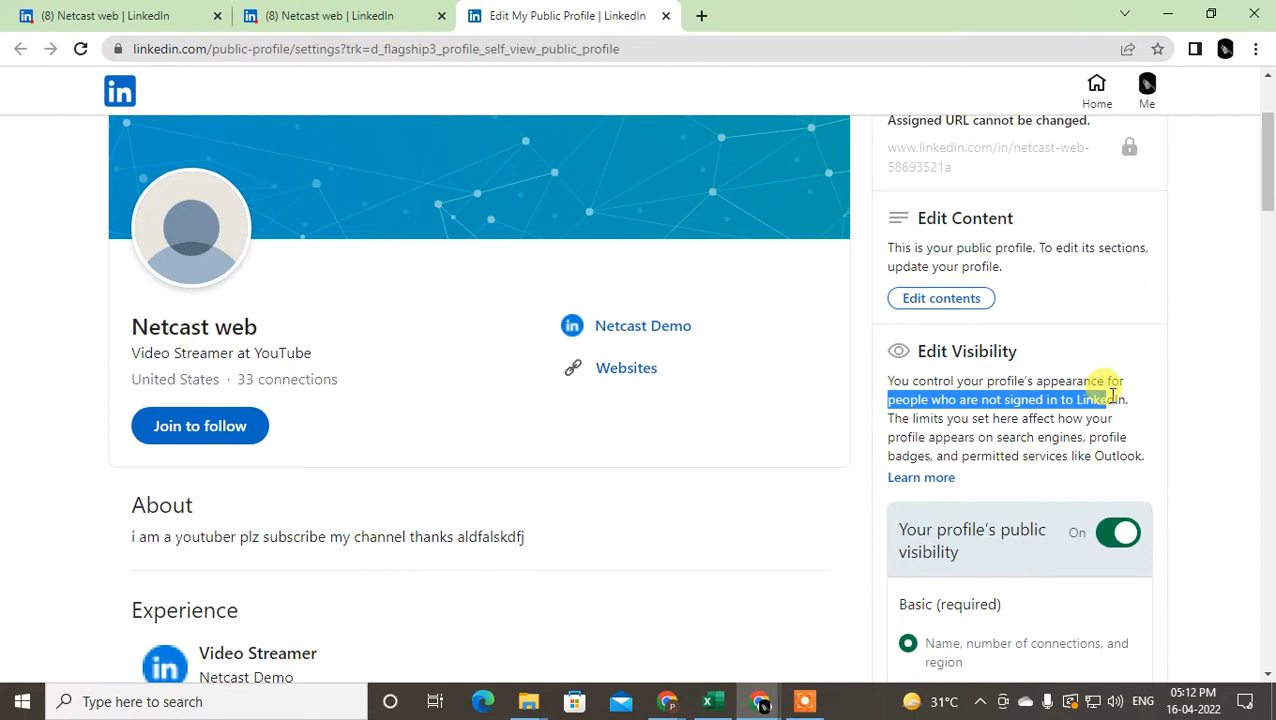 (8) Netcast web | LinkedIn
(8) Netcast web | LinkedIn
Edit My Public Profile | LinkedIn
linkedin.com/public-profile/settings?trk=d_flagship3_profile_self_view_public_profile
in
Home
Me
Netcast web
Video Streamer at YouTube
United States · 33 connections
Join to follow
in Netcast Demo
Websites
About
i am a youtuber plz subscribe my channel thanks aldfalskdfj
Experience
in
Video Streamer
Netcast Demo
Assigned URL cannot be changed.
www.linkedin.com/in/netcast-web-
58693521a
Edit Content
This is your public profile. To edit its sections,
update your profile.
Edit contents
Edit Visibility
You control your profile's appearance for
people who are not signed in to LinkedIn.
The limits you set here affect how your
profile appears on search engines, profile
badges, and permitted services like Outlook.
Learn more
Your profile's public
visibility
On
Basic (required)
Name, number of connections, and
region
Type here to search
31°C
ENG
05:12 PM
16-04-2022